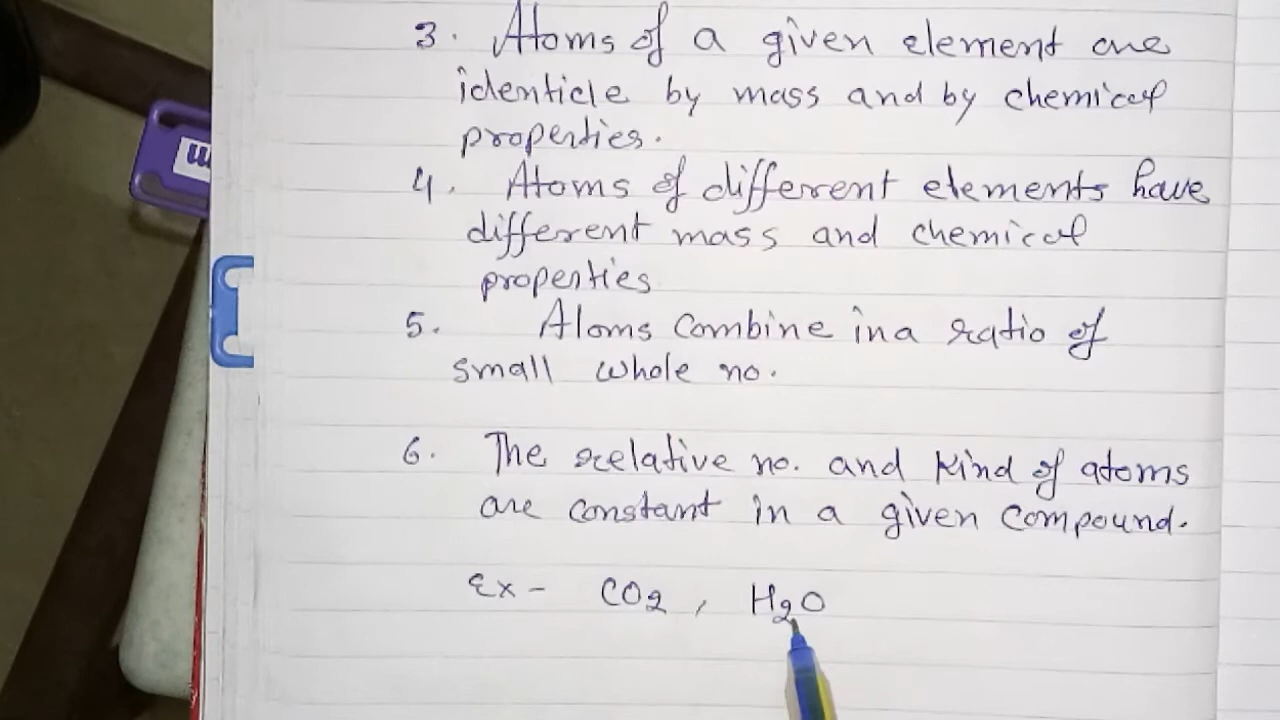 3. Atoms of a given element are
identicle by mass and by chemical
properties.
4. Atoms of different elements have
different mass and chemical
properties
5. Atoms combine in a ratio of
small whole no.
6. The relative no. and kind of atoms
are constant in a given compound.
Ex - CO2 , H2O